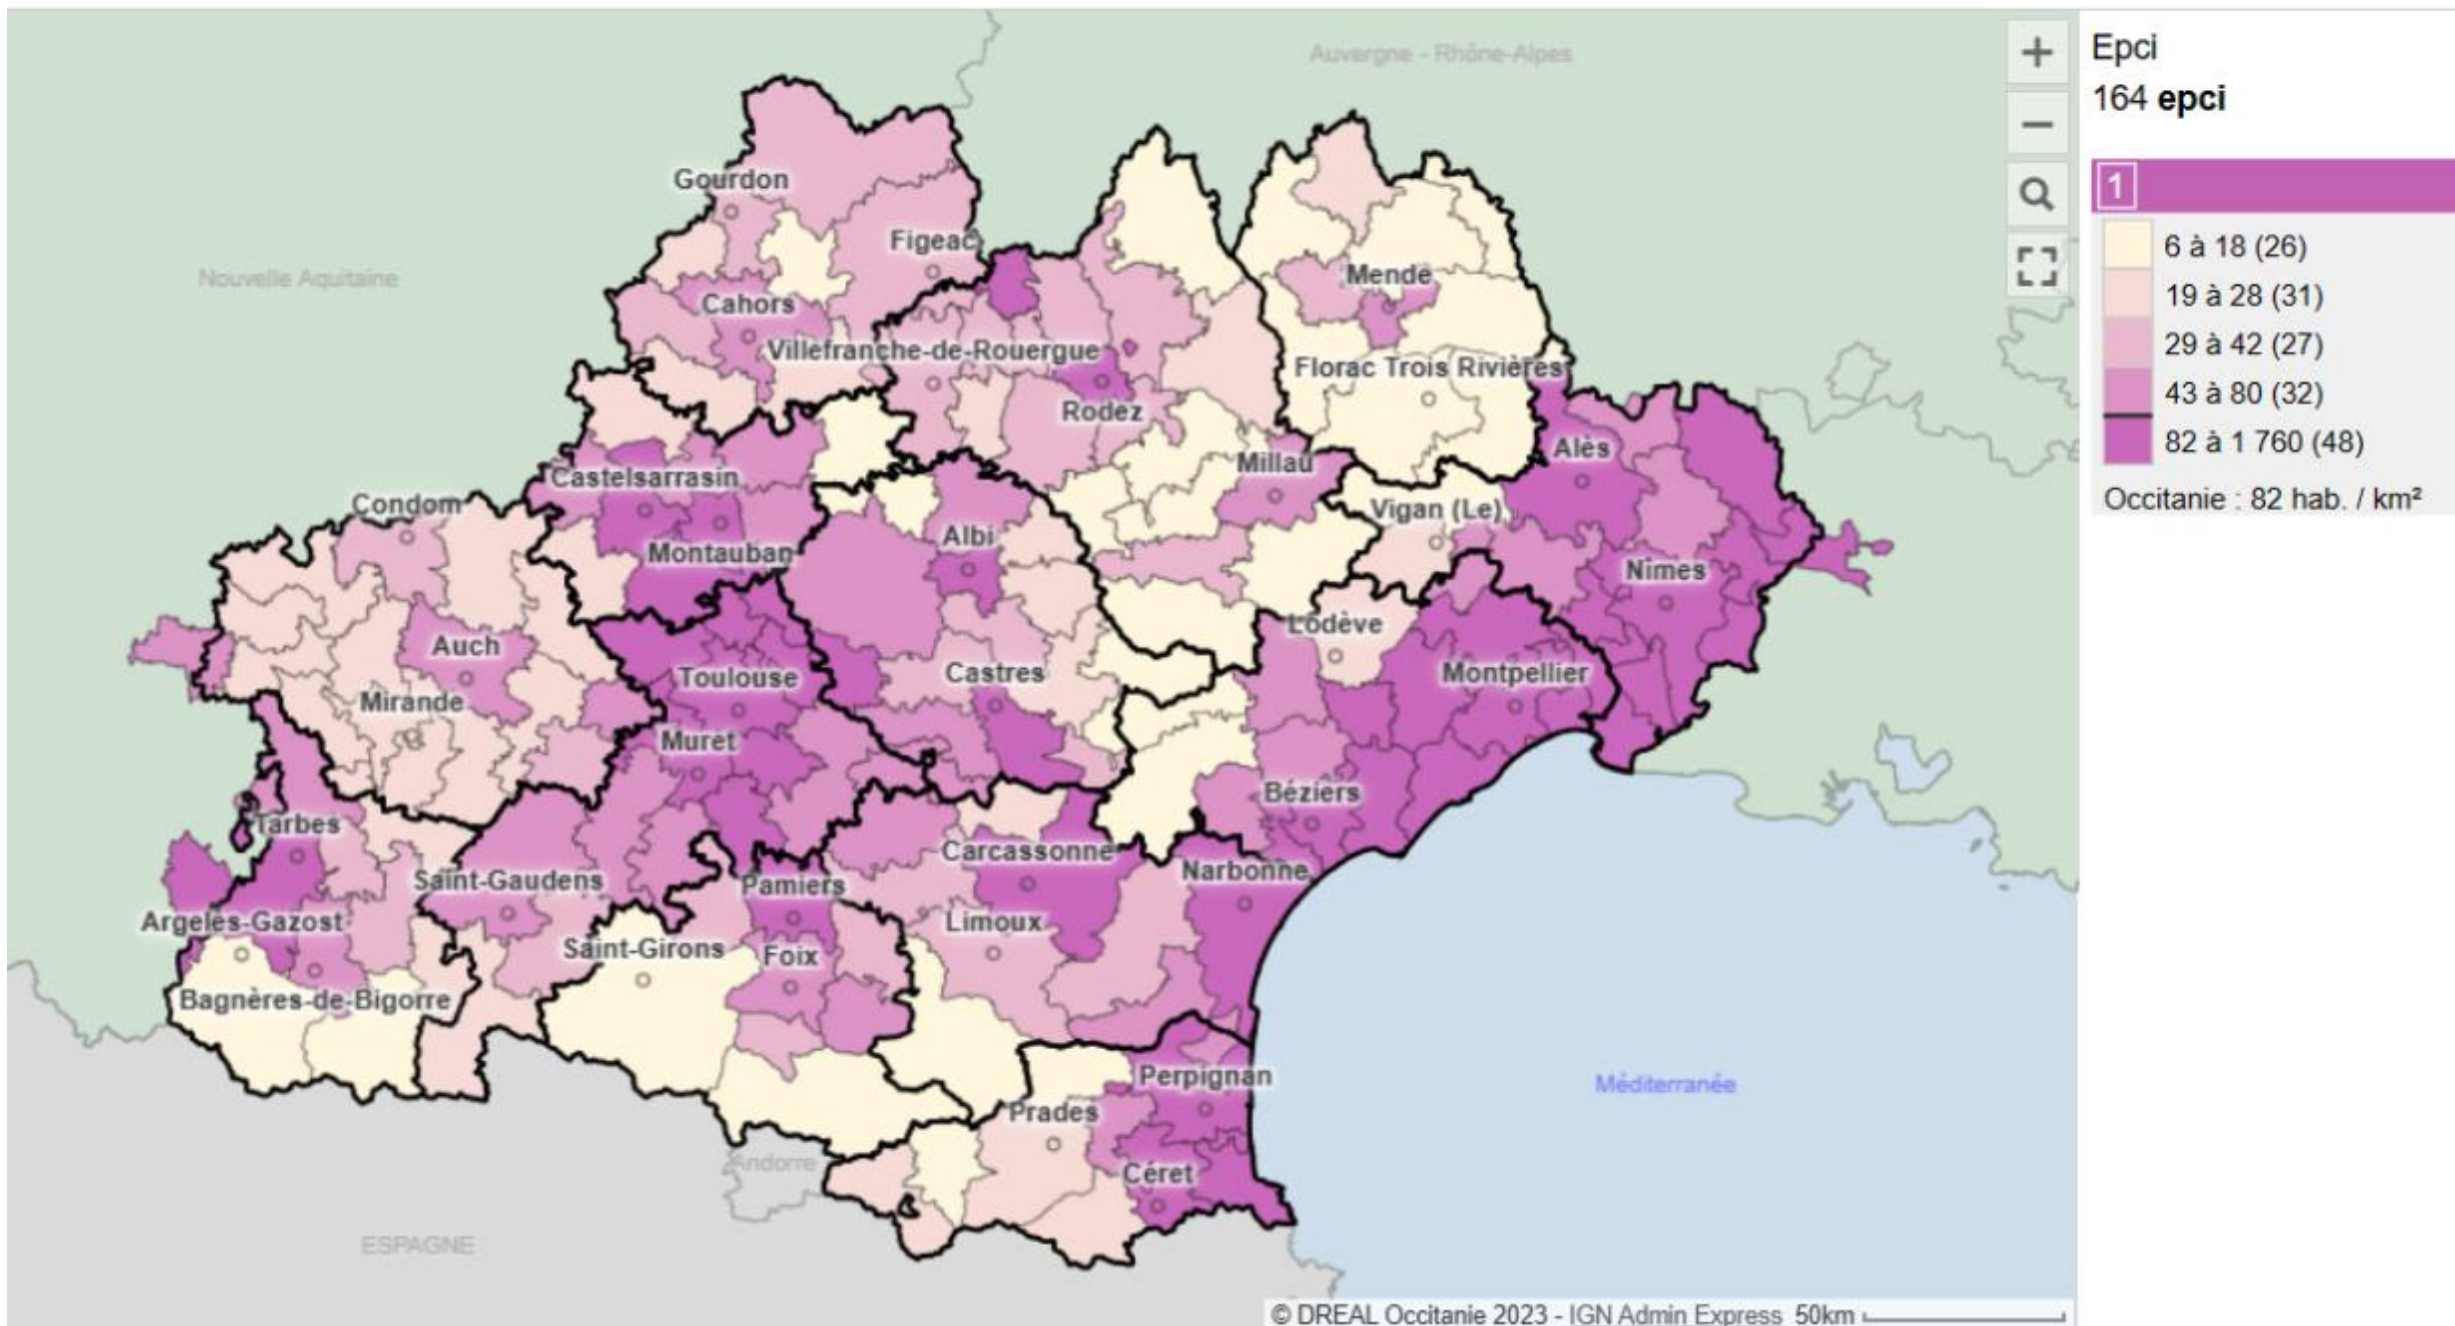 Auvergne - Rhône-Alpes
Gourdon
Figeac
Nouvelle Aquitaine
Mende
Cahors
Villefranche-de-Rouergue
Florac Trois Rivières
Rodez
Alès
Millau
Castelsarrasin
Condom
Vigan (Le)
Albi
Montauban
Nîmes
Lodève
Auch
Castres
Montpellier
Toulouse
Mirande
Muret
Béziers
Tarbes
Carcassonne
Narbonne
Saint-Gaudens
Pamiers
Argelès-Gazost
Limoux
Saint-Girons
Foix
Bagnères-de-Bigorre
Perpignan
Méditerranée
Prades
Andorre
Céret
ESPAGNE
© DREAL Occitanie 2023 - IGN Admin Express 50km
Epci
164 epci
1
6 à 18 (26)
19 à 28 (31)
29 à 42 (27)
43 à 80 (32)
82 à 1 760 (48)
Occitanie : 82 hab. / km²